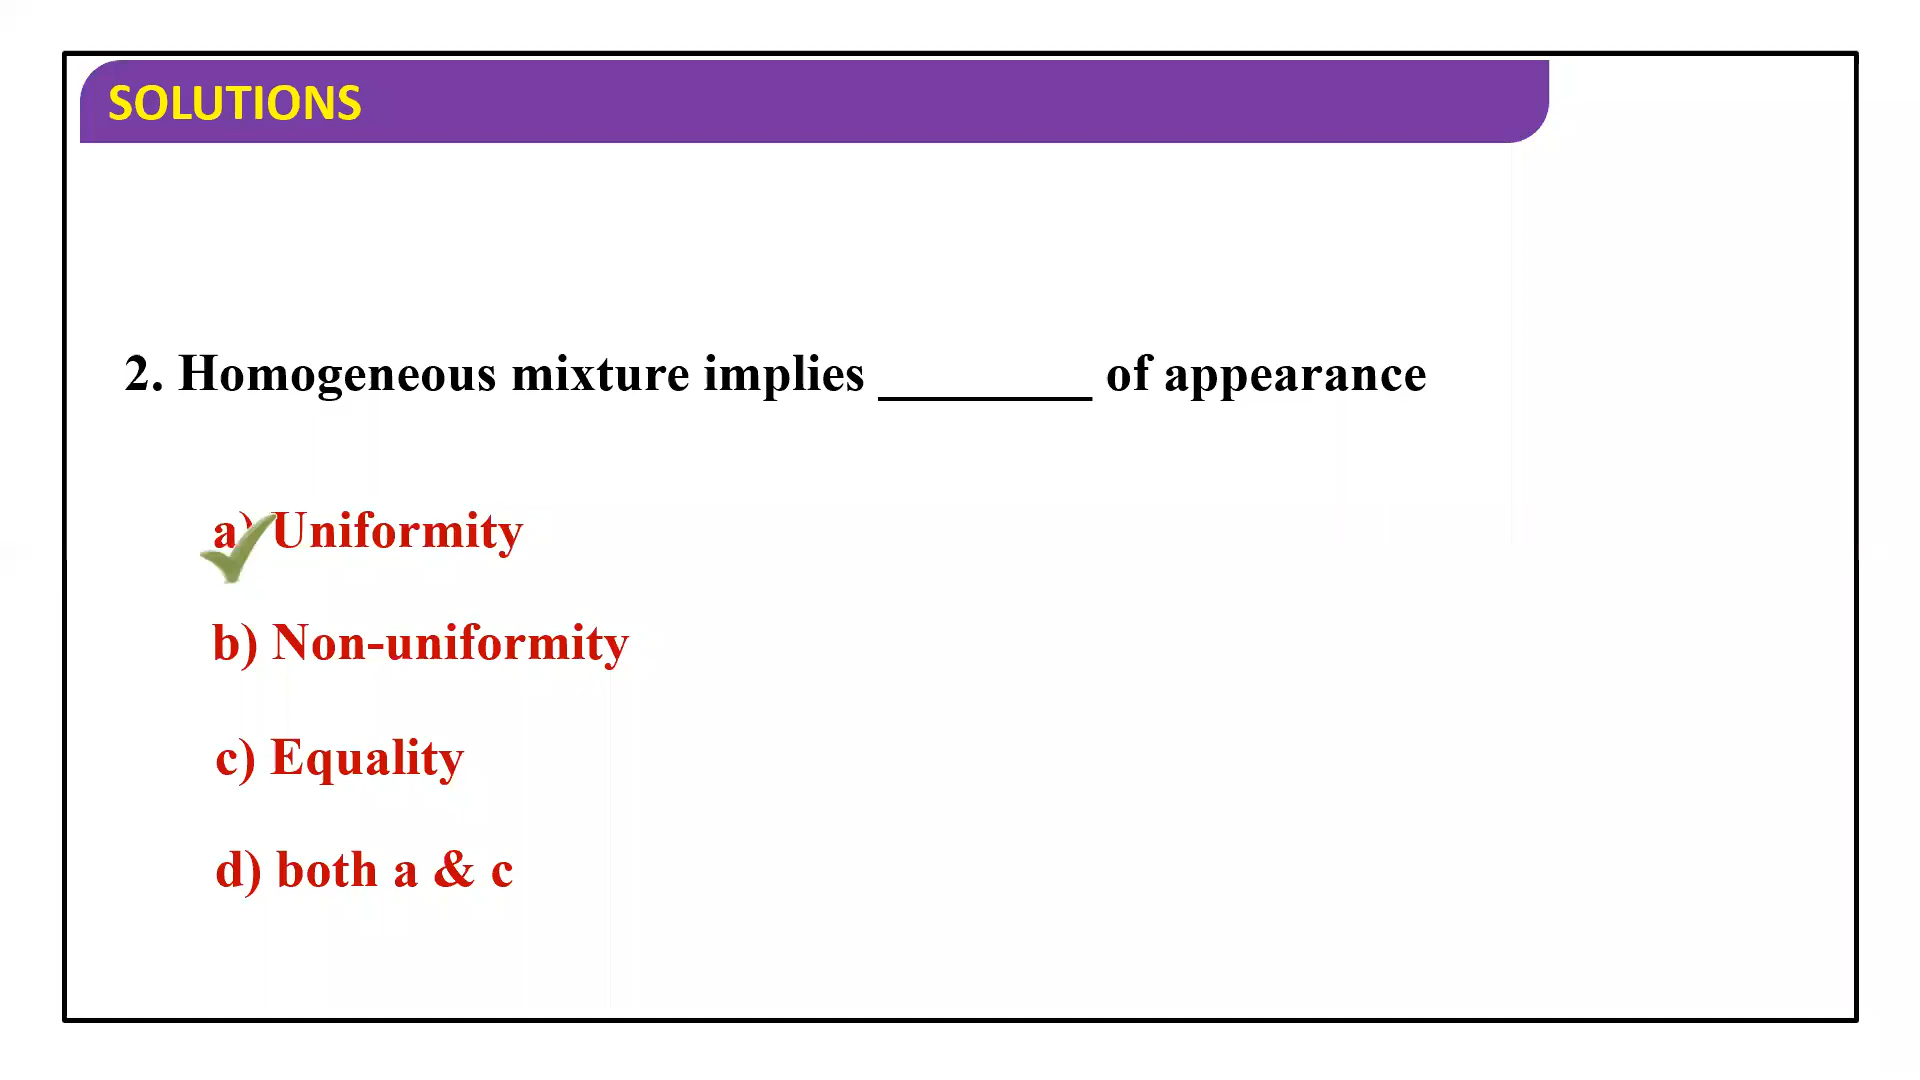 SOLUTIONS
2. Homogeneous mixture implies ________ of appearance
a) Uniformity
b) Non-uniformity
c) Equality
d) both a & c